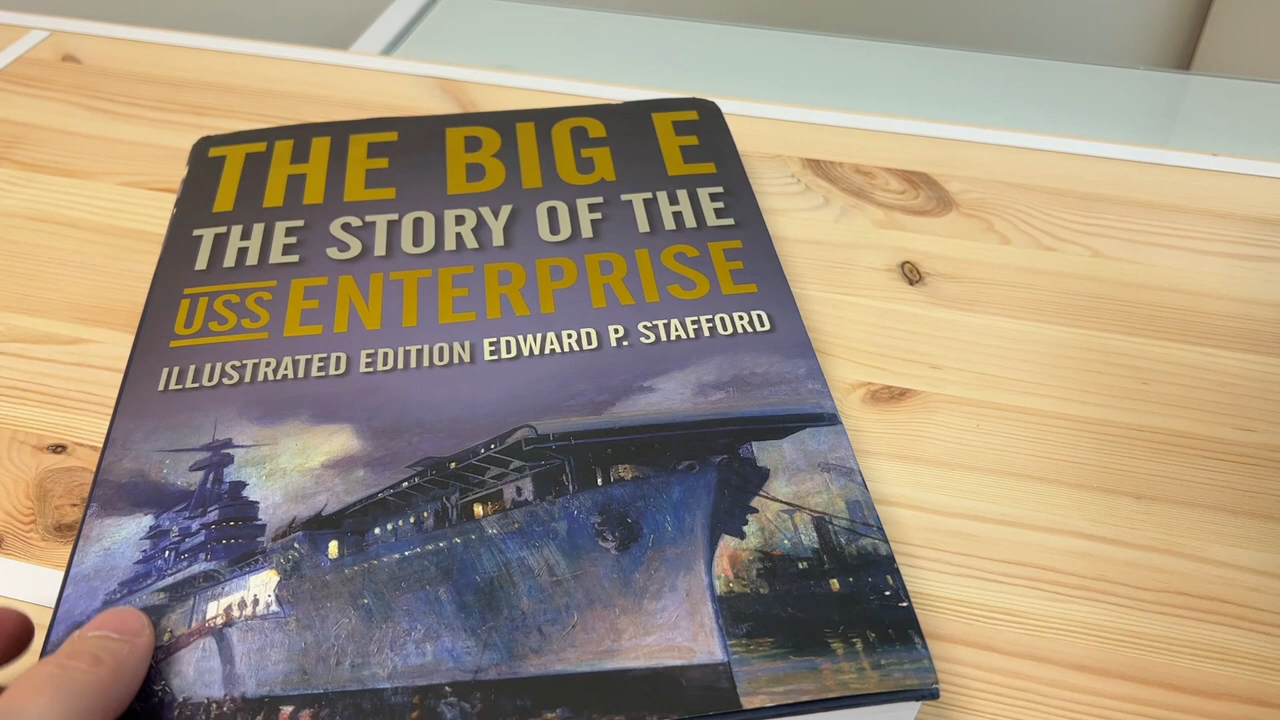 THE BIG E
THE STORY OF THE
USS ENTERPRISE
ILLUSTRATED EDITION EDWARD P. STAFFORD